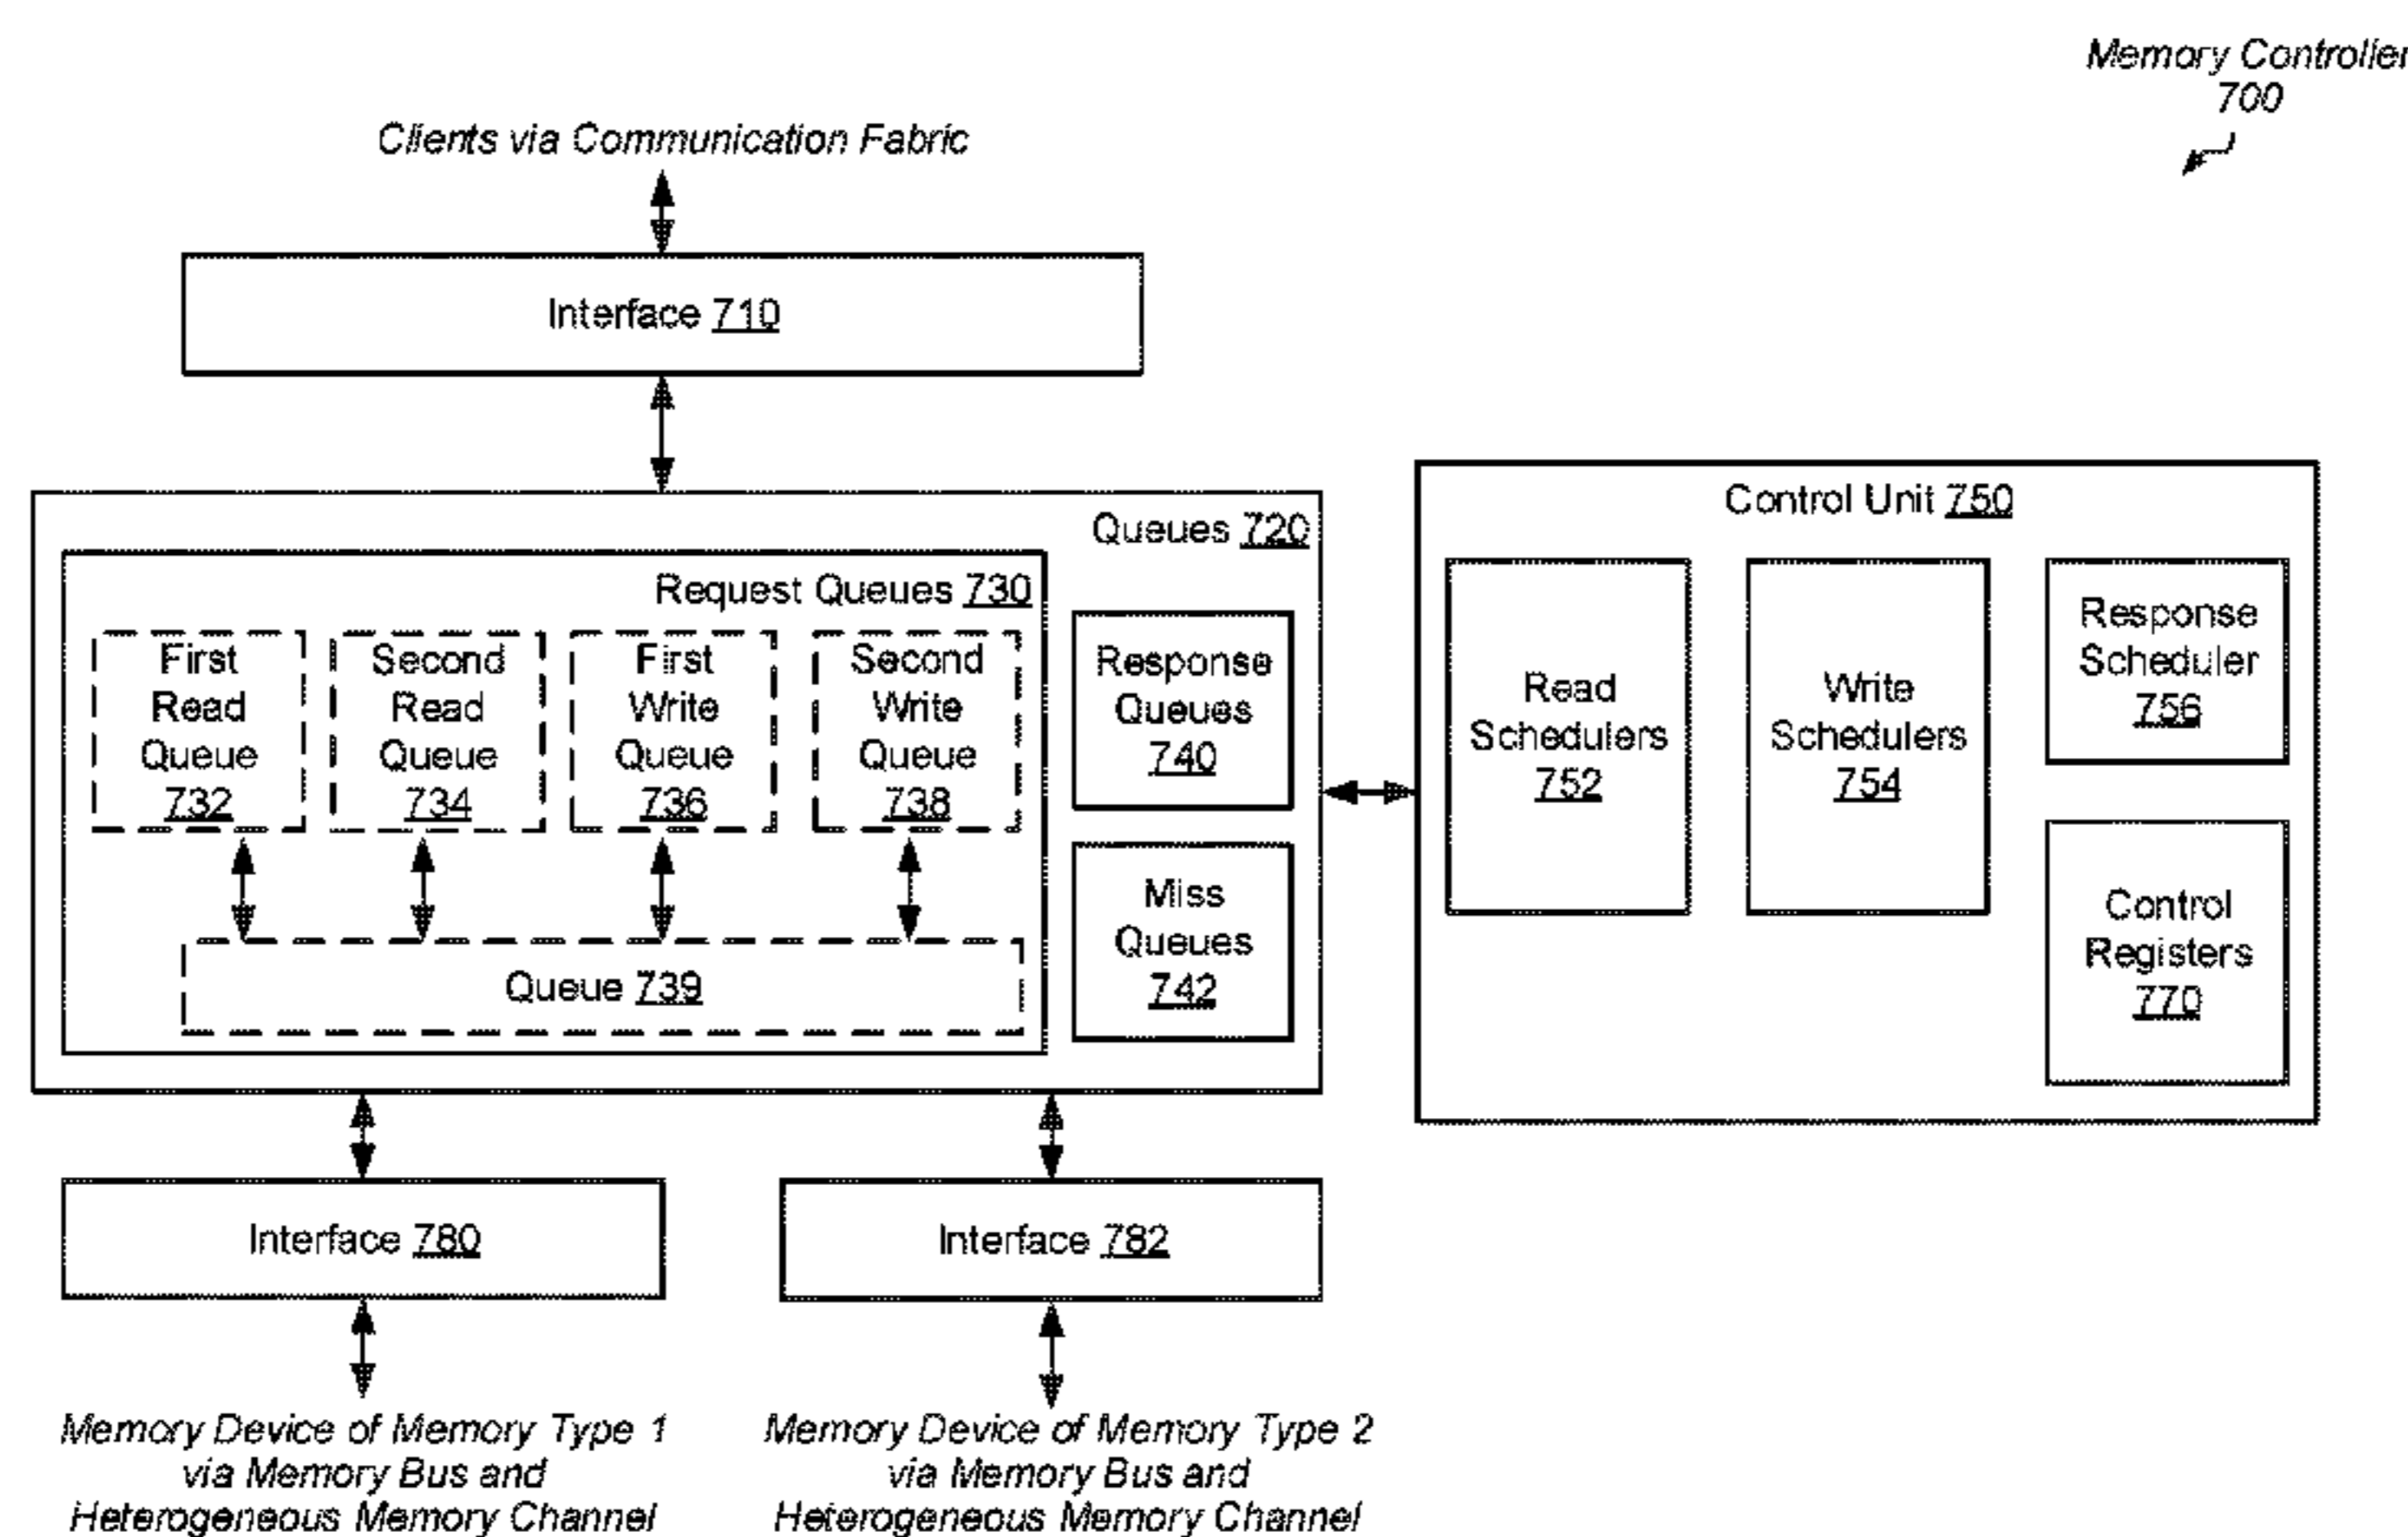 Memory Controller
700
Clients via Communication Fabric
Interface 710
Queues 720
Request Queues 730
First
Read
Queue
732
Second
Read
Queue
734
First
Write
Queue
736
Second
Write
Queue
738
Queue 739
Response
Queues
740
Miss
Queues
742
Control Unit 750
Read
Schedulers
752
Write
Schedulers
754
Response
Scheduler
756
Control
Registers
770
Interface 780
Interface 782
Memory Device of Memory Type 1
via Memory Bus and
Heterogeneous Memory Channel
Memory Device of Memory Type 2
via Memory Bus and
Heterogeneous Memory Channel